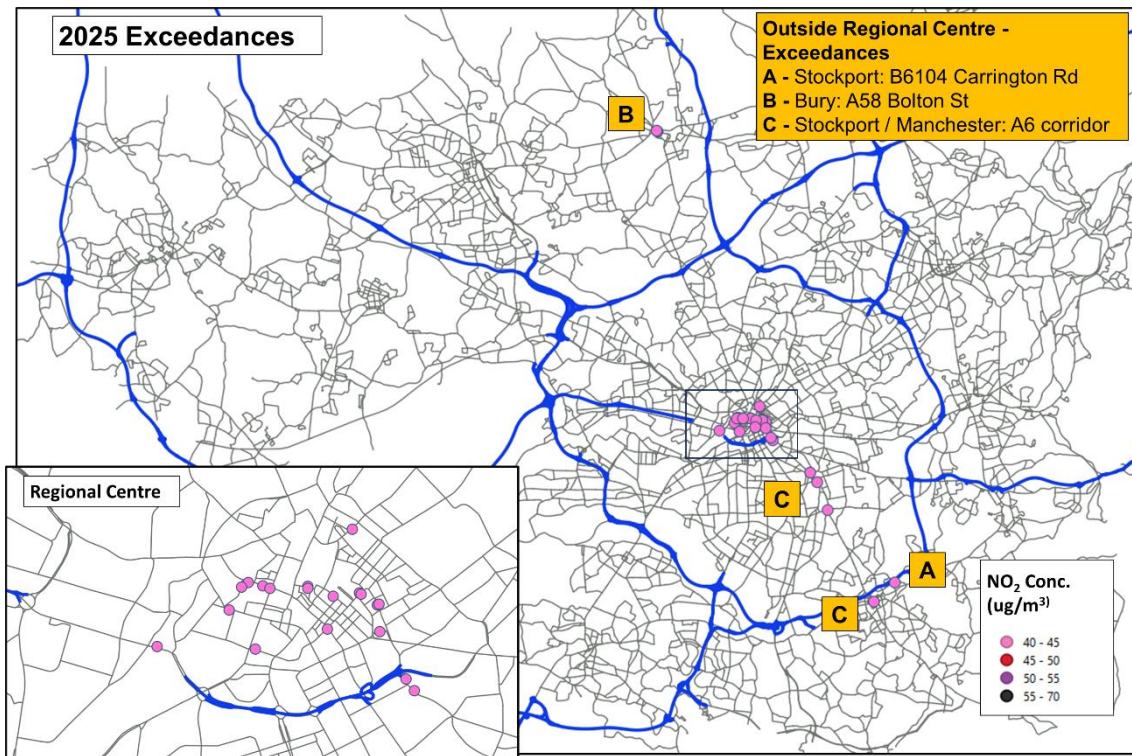 2025 Exceedances
Outside Regional Centre -
Exceedances
A - Stockport: B6104 Carrington Rd
B - Bury: A58 Bolton St
C - Stockport / Manchester: A6 corridor
B
C
A
C
Regional Centre
NO₂ Conc.
(ug/m³)
40 - 45
45 - 50
50 - 55
55 - 70